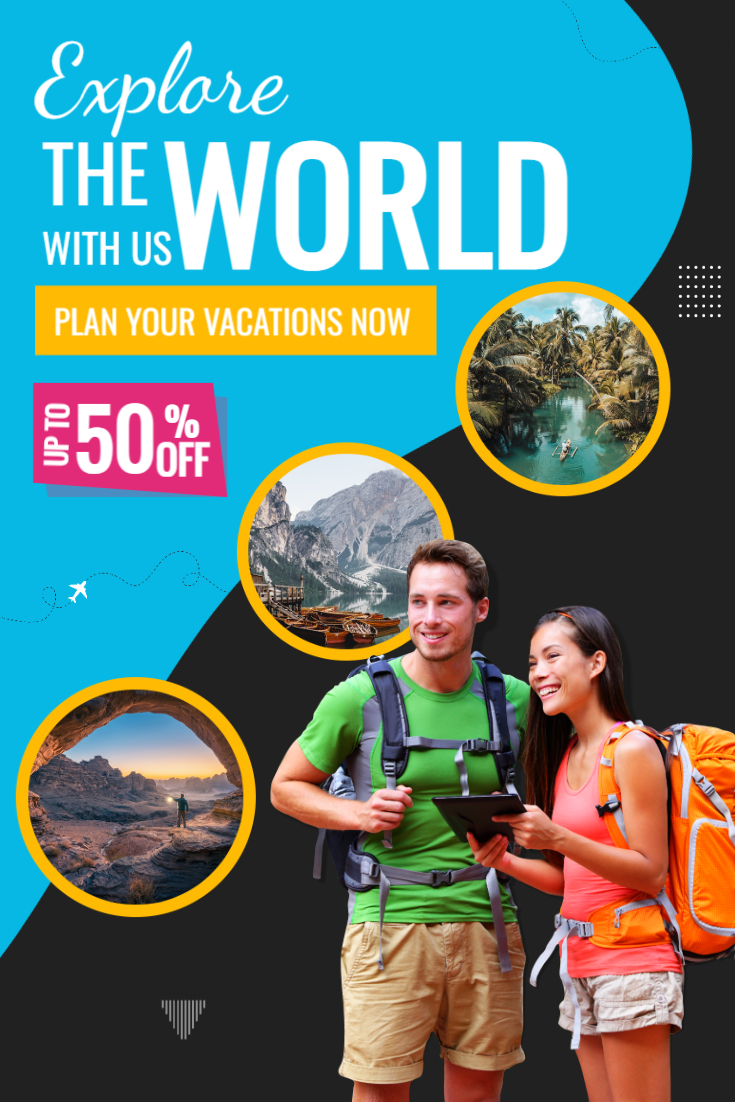 Explore
THE WORLD
WITH US
PLAN YOUR VACATIONS NOW
UP TO
50%
OFF